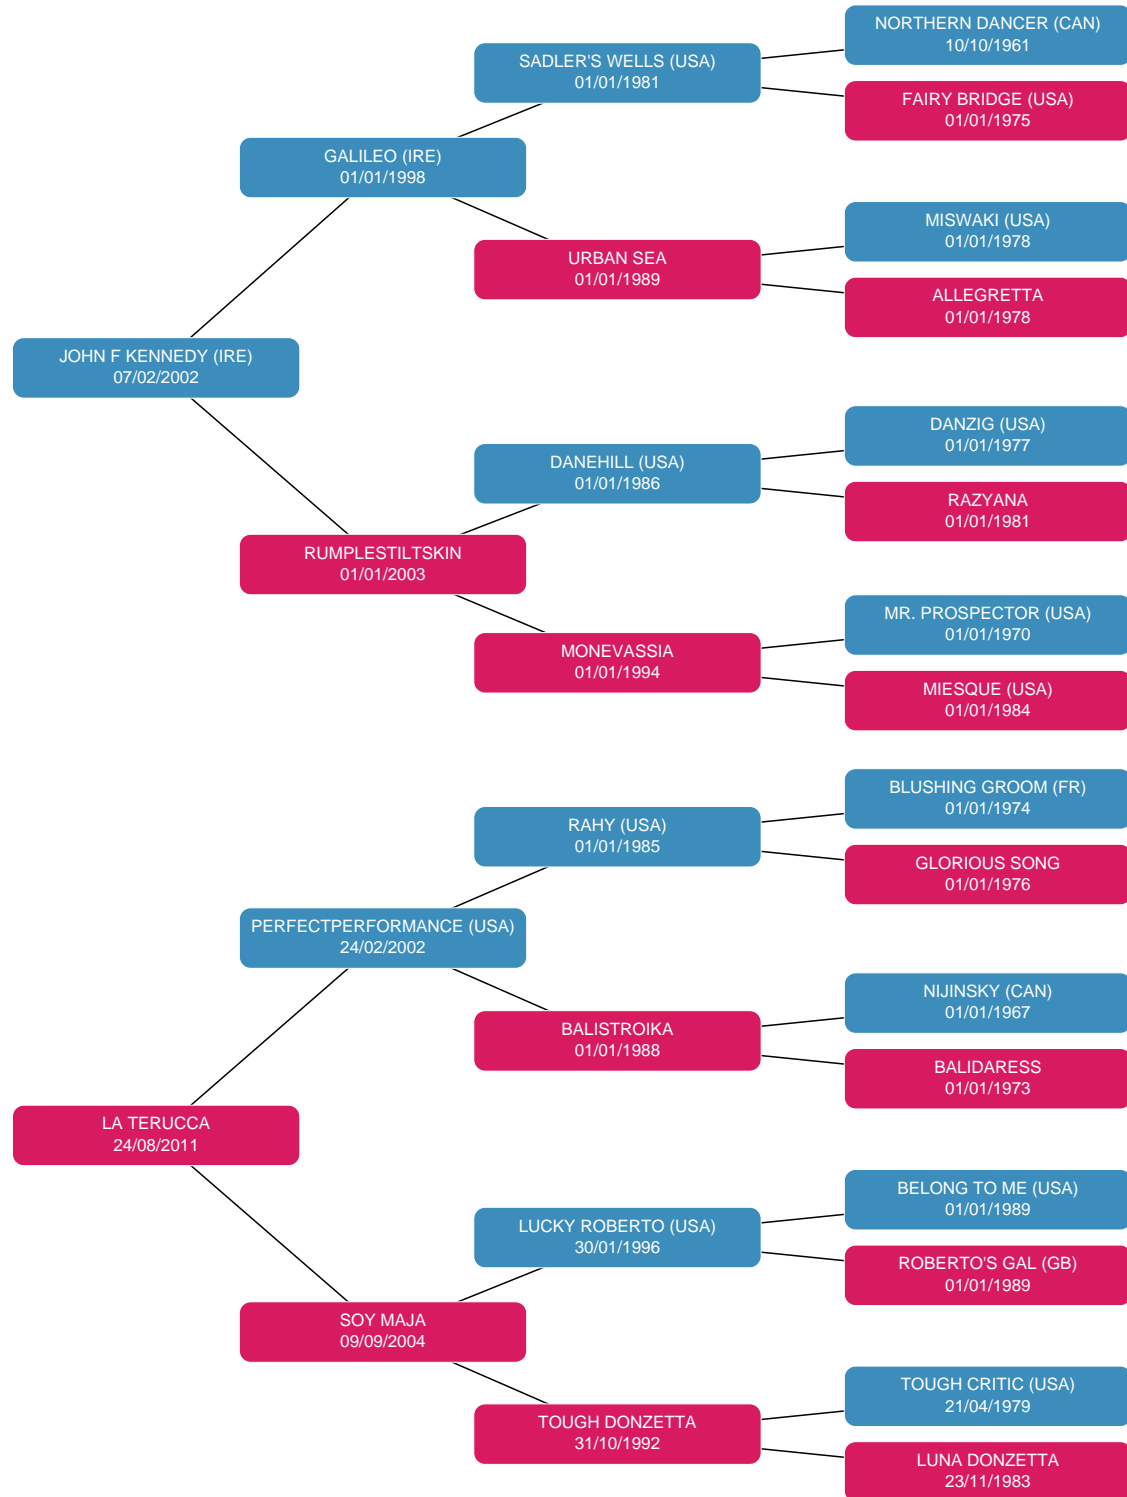 NORTHERN DANCER (CAN)
10/10/1961
SADLER'S WELLS (USA)
01/01/1981
FAIRY BRIDGE (USA)
01/01/1975
GALILEO (IRE)
01/01/1998
MISWAKI (USA)
01/01/1978
URBAN SEA
01/01/1989
ALLEGRETTA
01/01/1978
JOHN F KENNEDY (IRE)
07/02/2002
DANZIG (USA)
01/01/1977
DANEHILL (USA)
01/01/1986
RAZYANA
01/01/1981
RUMPLESTILTSKIN
01/01/2003
MR. PROSPECTOR (USA)
01/01/1970
MONEVASSIA
01/01/1994
MIESQUE (USA)
01/01/1984
BLUSHING GROOM (FR)
01/01/1974
RAHY (USA)
01/01/1985
GLORIOUS SONG
01/01/1976
PERFECTPERFORMANCE (USA)
24/02/2002
NIJINSKY (CAN)
01/01/1967
BALISTROIKA
01/01/1988
BALIDARESS
01/01/1973
LA TERUCCA
24/08/2011
BELONG TO ME (USA)
01/01/1989
LUCKY ROBERTO (USA)
30/01/1996
ROBERTO'S GAL (GB)
01/01/1989
SOY MAJA
09/09/2004
TOUGH CRITIC (USA)
21/04/1979
TOUGH DONZETTA
31/10/1992
LUNA DONZETTA
23/11/1983